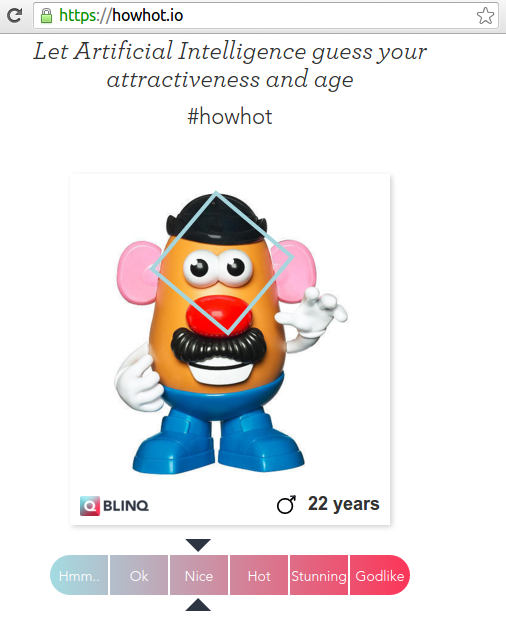 https://howhot.io
Let Artificial Intelligence guess your
attractiveness and age
#howhot
Q BLINQ
22 years
Hmm.. Ok Nice Hot Stunning Godlike